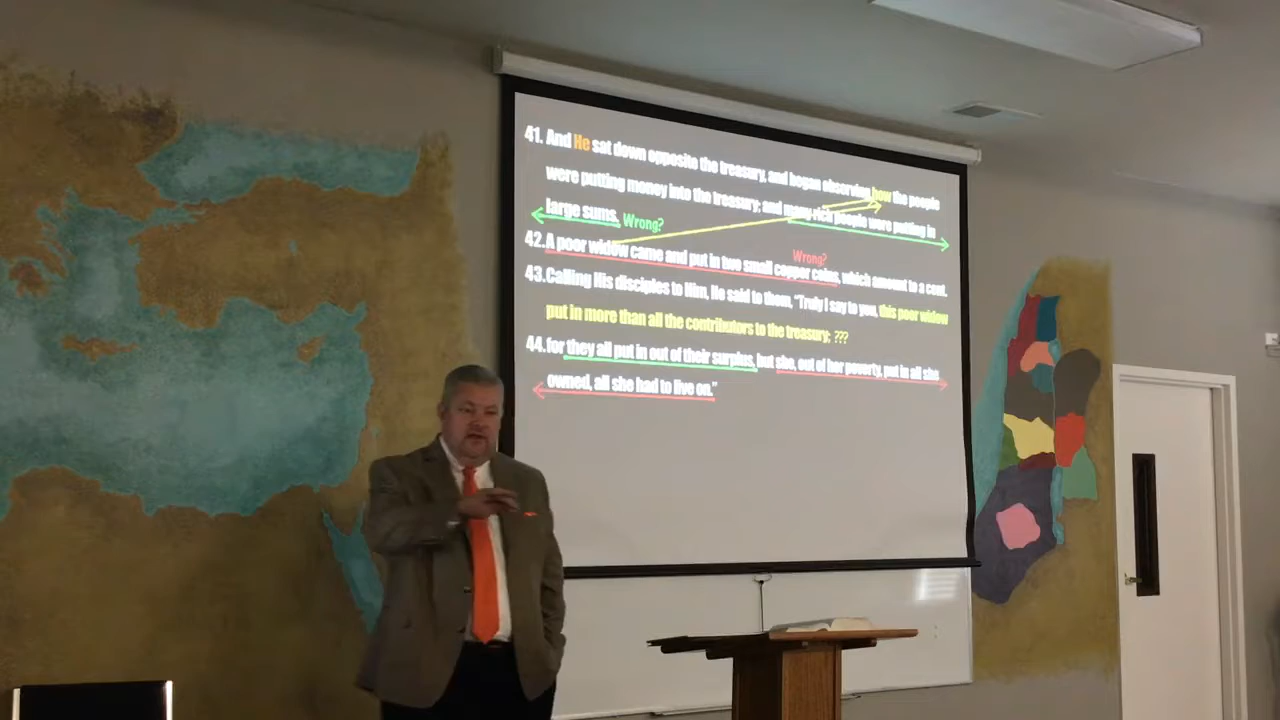 41. And He sat down opposite the treasury, and began observing how the people
were putting money into the treasury; and many rich people were putting in
large sums. Wrong?
Wrong?
42. A poor widow came and put in two small copper coins, which amount to a cent.
43. Calling His disciples to Him, He said to them, "Truly I say to you, this poor widow
put in more than all the contributors to the treasury; ???
44. for they all put in out of their surplus, but she, out of her poverty, put in all she
owned, all she had to live on."